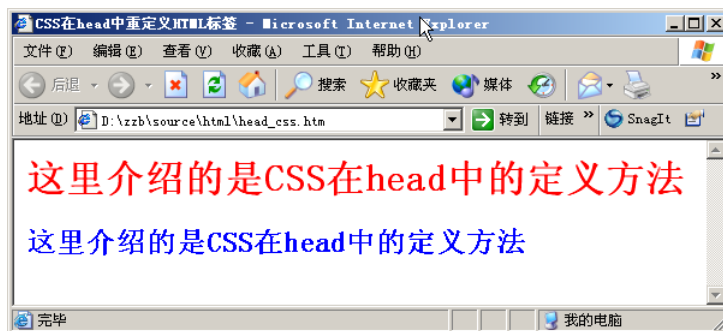 CSS在head中重定义HTML标签 - Microsoft Internet Explorer
文件(F) 编辑(E) 查看(V) 收藏(A) 工具(T) 帮助(H)
后退 搜索 收藏夹 媒体 »
地址(D) D:\zzb\source\html\head_css.htm 转到 链接 » SnagIt
这里介绍的是CSS在head中的定义方法
这里介绍的是CSS在head中的定义方法
完毕 我的电脑